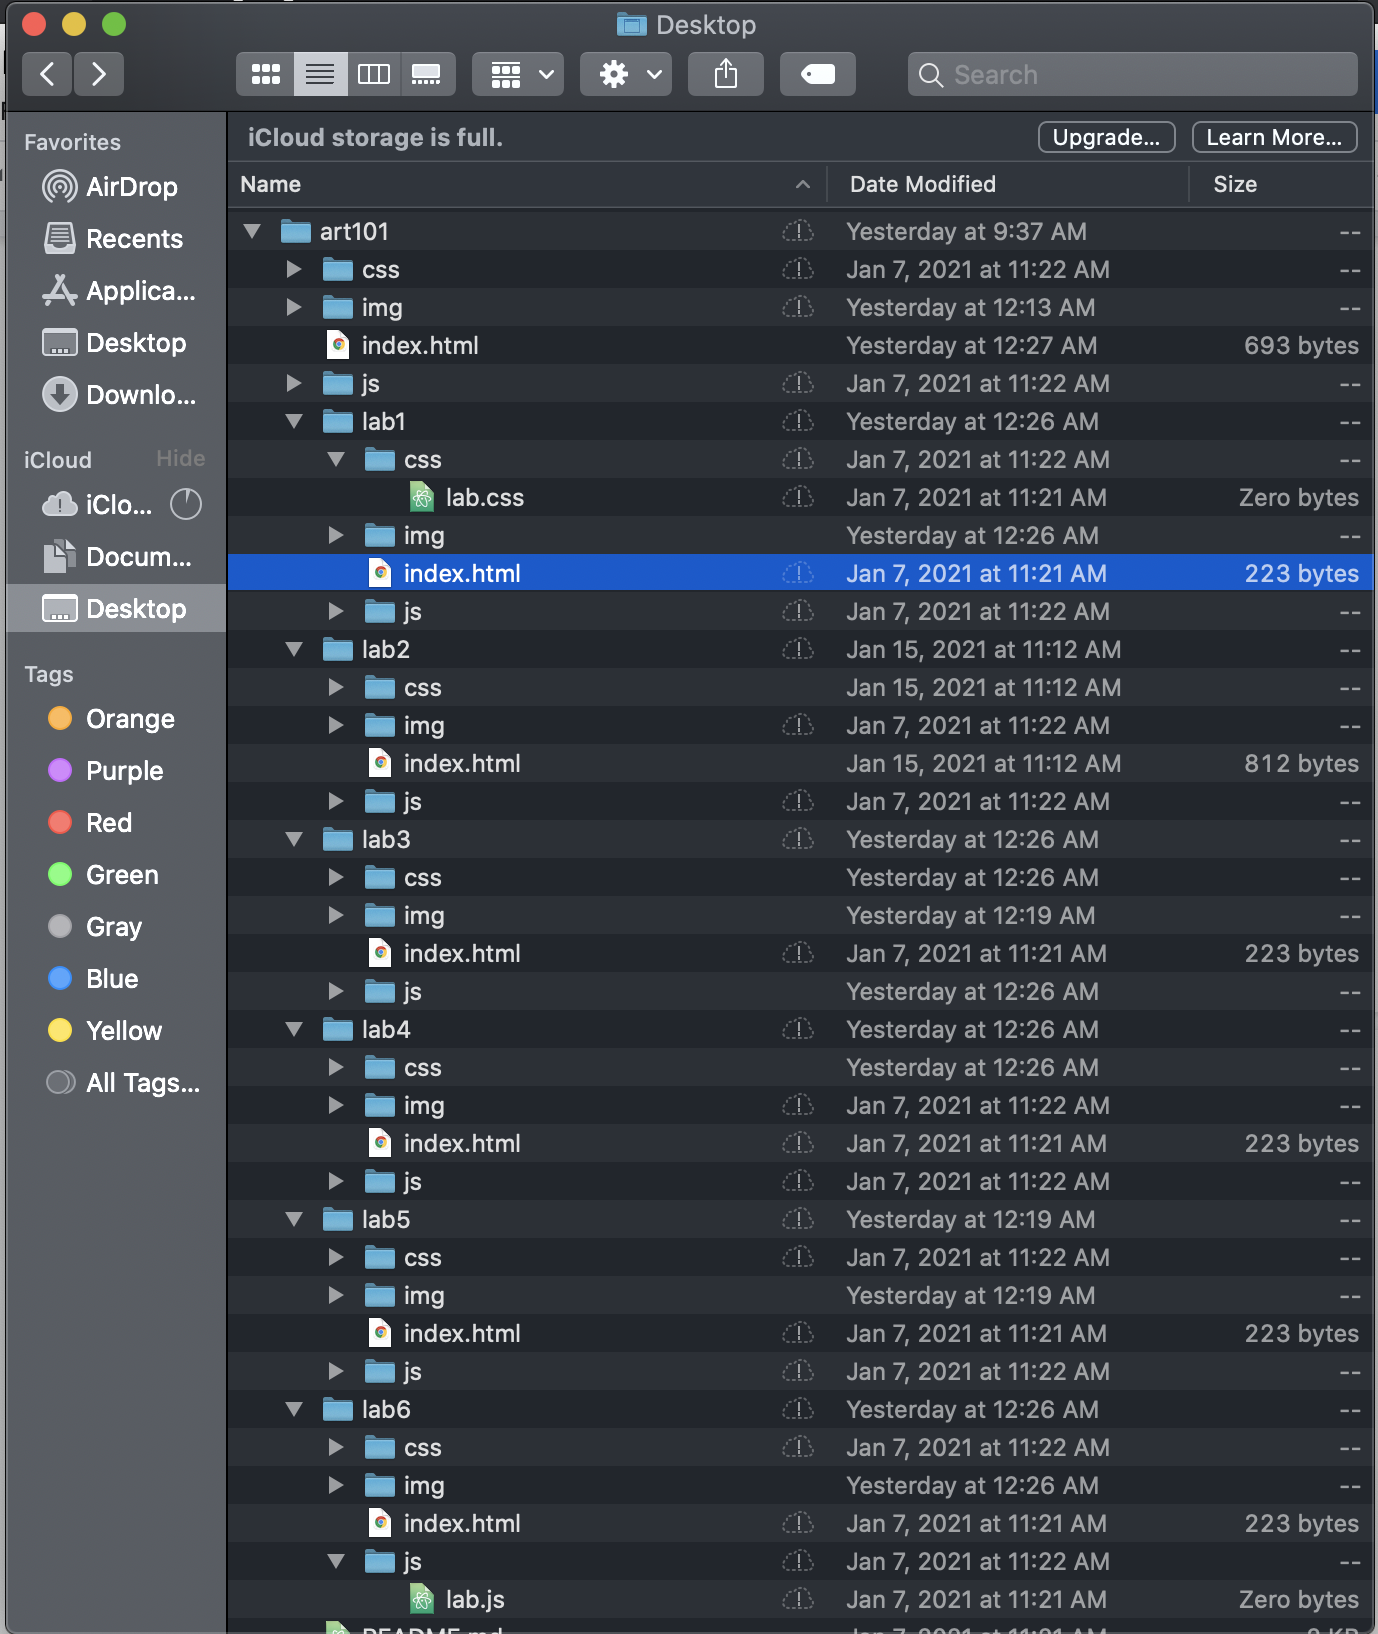 Desktop
Search
Favorites
AirDrop
Recents
Applica...
Desktop
Downlo...
iCloud Hide
iClo...
Docum...
Desktop
Tags
Orange
Purple
Red
Green
Gray
Blue
Yellow
All Tags...
iCloud storage is full. Upgrade... Learn More...
Name Date Modified Size
art101 Yesterday at 9:37 AM --
css Jan 7, 2021 at 11:22 AM --
img Yesterday at 12:13 AM --
index.html Yesterday at 12:27 AM 693 bytes
js Jan 7, 2021 at 11:22 AM --
lab1 Yesterday at 12:26 AM --
css Jan 7, 2021 at 11:22 AM --
lab.css Jan 7, 2021 at 11:21 AM Zero bytes
img Yesterday at 12:26 AM --
index.html Jan 7, 2021 at 11:21 AM 223 bytes
js Jan 7, 2021 at 11:22 AM --
lab2 Jan 15, 2021 at 11:12 AM --
css Jan 15, 2021 at 11:12 AM --
img Jan 7, 2021 at 11:22 AM --
index.html Jan 15, 2021 at 11:12 AM 812 bytes
js Jan 7, 2021 at 11:22 AM --
lab3 Yesterday at 12:26 AM --
css Yesterday at 12:26 AM --
img Yesterday at 12:19 AM --
index.html Jan 7, 2021 at 11:21 AM 223 bytes
js Yesterday at 12:26 AM --
lab4 Yesterday at 12:26 AM --
css Yesterday at 12:26 AM --
img Jan 7, 2021 at 11:22 AM --
index.html Jan 7, 2021 at 11:21 AM 223 bytes
js Jan 7, 2021 at 11:22 AM --
lab5 Yesterday at 12:19 AM --
css Jan 7, 2021 at 11:22 AM --
img Yesterday at 12:19 AM --
index.html Jan 7, 2021 at 11:21 AM 223 bytes
js Jan 7, 2021 at 11:22 AM --
lab6 Yesterday at 12:26 AM --
css Jan 7, 2021 at 11:22 AM --
img Yesterday at 12:26 AM --
index.html Jan 7, 2021 at 11:21 AM 223 bytes
js Jan 7, 2021 at 11:22 AM --
lab.js Jan 7, 2021 at 11:21 AM Zero bytes
README.md Jan 7, 2021 at 11:21 AM KB